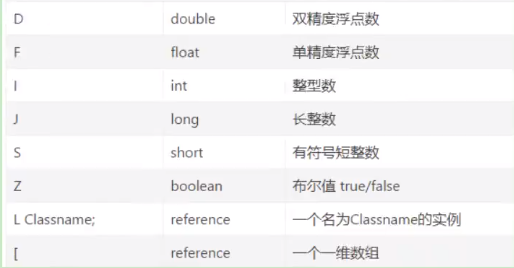 D double 双精度浮点数
F float 单精度浮点数
I int 整型数
J long 长整数
S short 有符号短整数
Z boolean 布尔值 true/false
L Classname; reference 一个名为Classname的实例
[ reference 一个一维数组